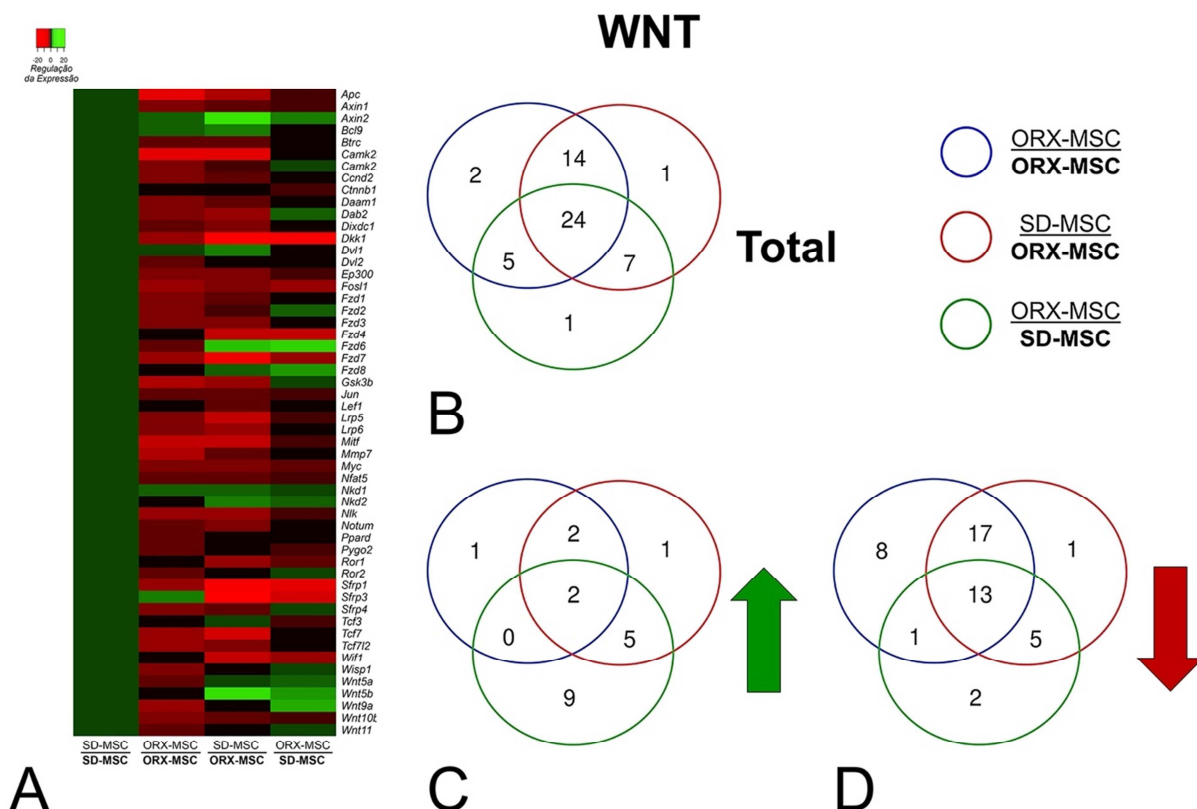 WNT
-20 0 20
Regulação
da Expressão
Apc
Axin1
Axin2
Bcl9
Btrc
Camk2
Camk2
Ccnd2
Ctnnb1
Daam1
Dab2
Dixdc1
Dkk1
Dvl1
Dvl2
Ep300
Fosl1
Fzd1
Fzd2
Fzd3
Fzd4
Fzd6
Fzd7
Fzd8
Gsk3b
Jun
Lef1
Lrp5
Lrp6
Mitf
Mmp7
Myc
Nfat5
Nkd1
Nkd2
Nlk
Notum
Ppard
Pygo2
Ror1
Ror2
Sfrp1
Sfrp3
Sfrp4
Tcf3
Tcf7
Tcf7l2
Wif1
Wisp1
Wnt5a
Wnt5b
Wnt9a
Wnt10b
Wnt11
SD-MSC ORX-MSC SD-MSC ORX-MSC
SD-MSC ORX-MSC ORX-MSC SD-MSC
A
2 14 1
24
5 7
1
Total
B
ORX-MSC
ORX-MSC
SD-MSC
ORX-MSC
ORX-MSC
SD-MSC
1 2 1
2
0 5
9
C
8 17 1
13
1 5
2
D